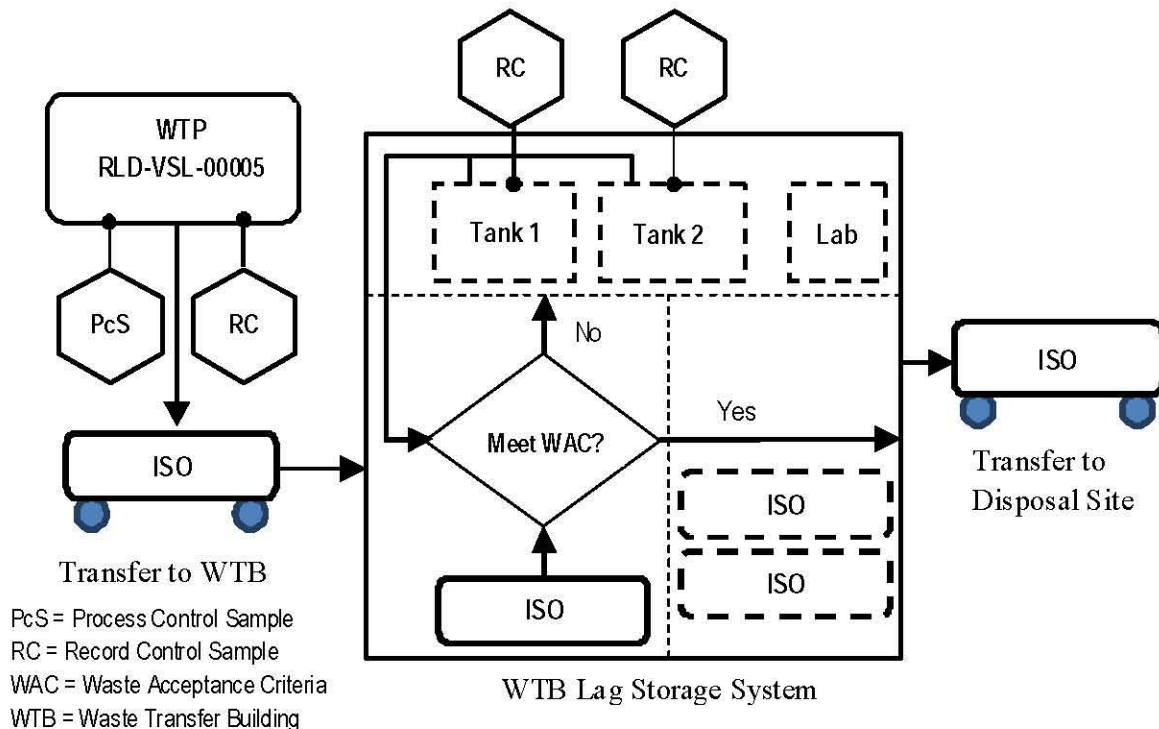 RC
RC
WTP
RLD-VSL-00005
Tank 1
Tank 2
Lab
PcS
RC
No
ISO
Yes
Meet WAC?
ISO
ISO
Transfer to
Disposal Site
ISO
Transfer to WTB
ISO
ISO
PcS = Process Control Sample
RC = Record Control Sample
WAC = Waste Acceptance Criteria
WTB = Waste Transfer Building
WTB Lag Storage System